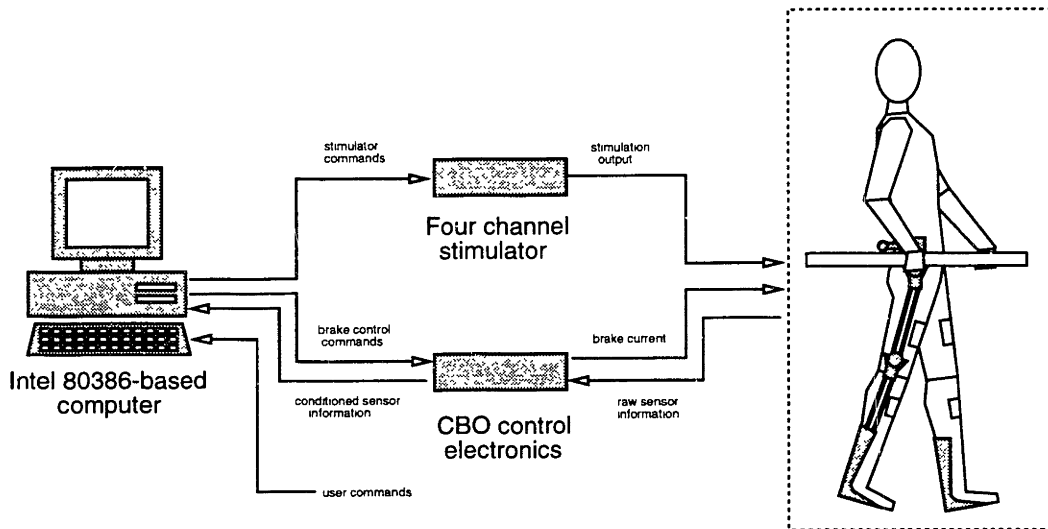 stimulator
commands
stimulation
output
Four channel
stimulator
Intel 80386-based
computer
brake control
commands
brake current
conditioned sensor
information
raw sensor
information
CBO control
electronics
user commands